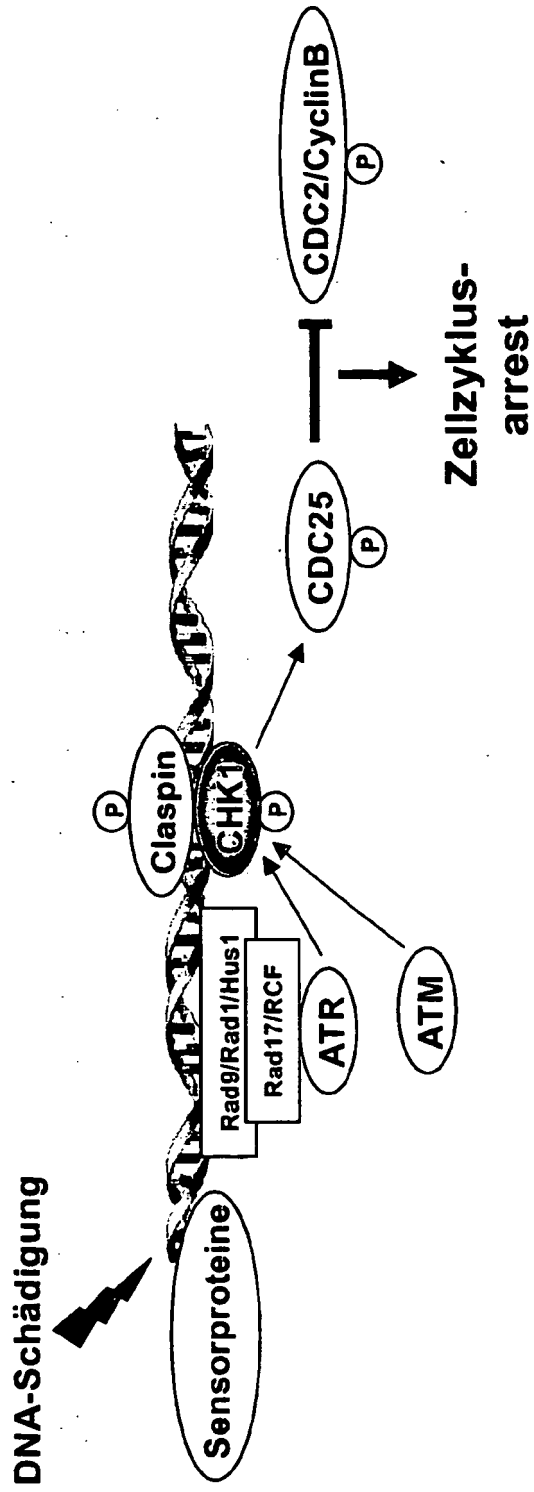 DNA-Schädigung
Sensorproteine
Rad9/Rad1/Hus1
Rad17/RCF
ATR
ATM
P
Claspin
CHK1
P
CDC25
P
CDC2/CyclinB
P
Zellzyklus-
arrest